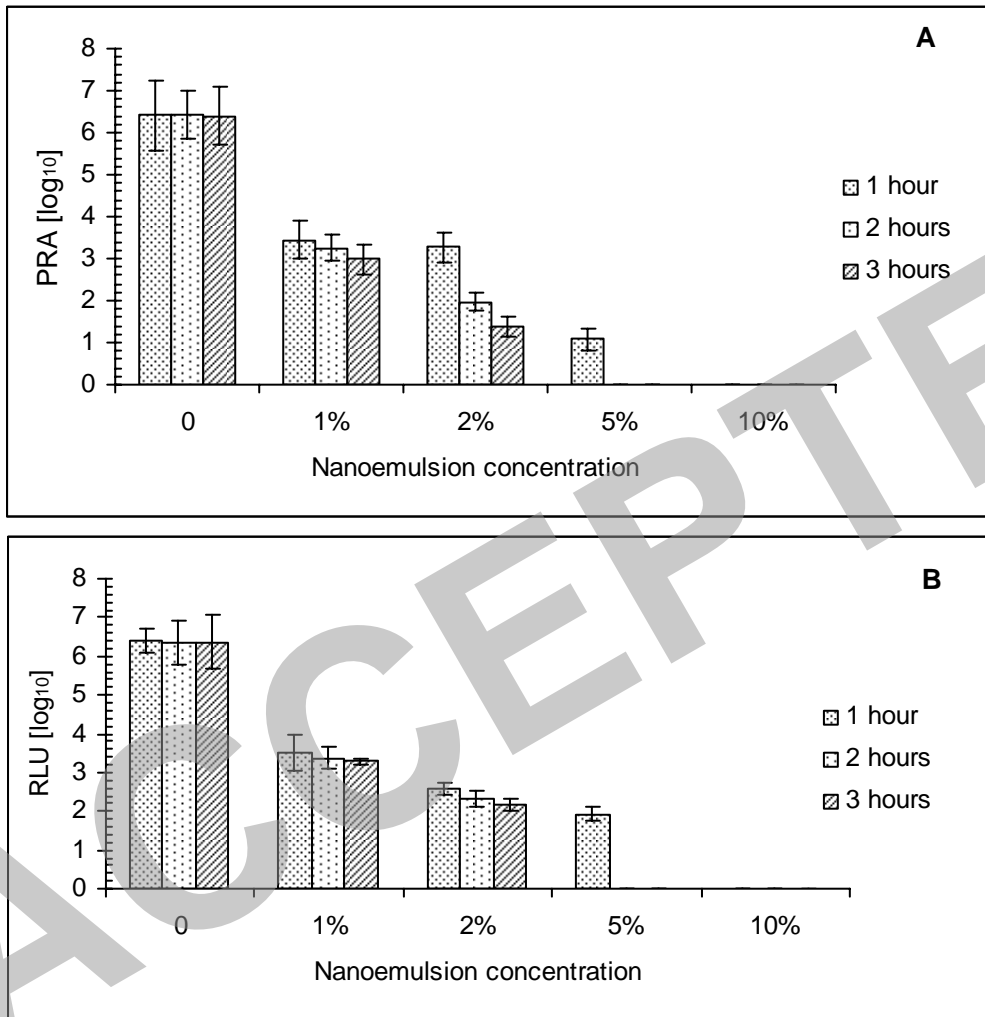 A
8
7
6
5
4
3
2
1
0
PRA [log10]
0 1% 2% 5% 10%
Nanoemulsion concentration
1 hour
2 hours
3 hours
B
8
7
6
5
4
3
2
1
0
RLU [log10]
0 1% 2% 5% 10%
Nanoemulsion concentration
1 hour
2 hours
3 hours
ACCEPTE